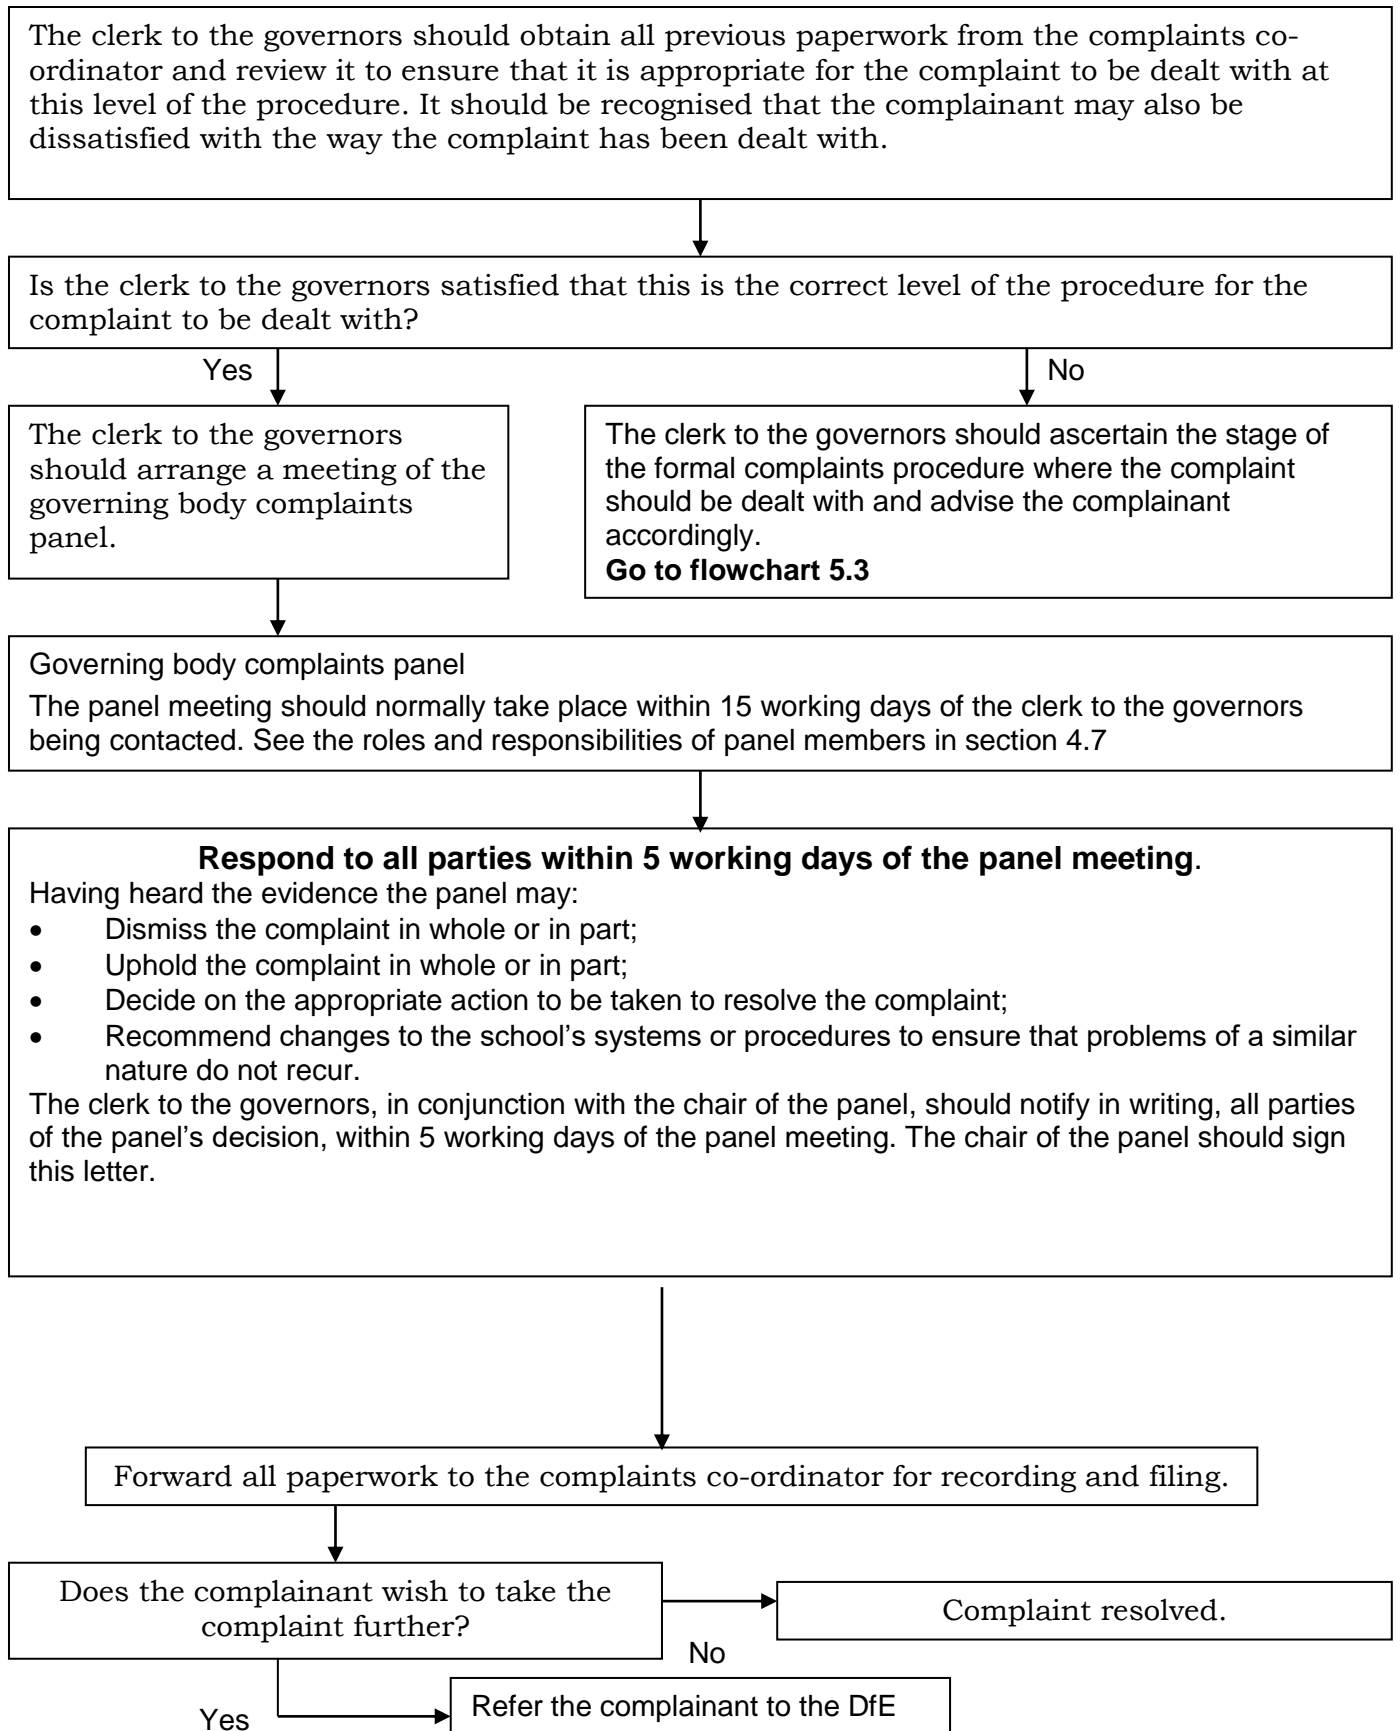 The clerk to the governors should obtain all previous paperwork from the complaints co-
ordinator and review it to ensure that it is appropriate for the complaint to be dealt with at
this level of the procedure. It should be recognised that the complainant may also be
dissatisfied with the way the complaint has been dealt with.
Is the clerk to the governors satisfied that this is the correct level of the procedure for the
complaint to be dealt with?
Yes
No
The clerk to the governors
should arrange a meeting of the
governing body complaints
panel.
The clerk to the governors should ascertain the stage of
the formal complaints procedure where the complaint
should be dealt with and advise the complainant
accordingly.
Go to flowchart 5.3
Governing body complaints panel
The panel meeting should normally take place within 15 working days of the clerk to the governors
being contacted. See the roles and responsibilities of panel members in section 4.7
Respond to all parties within 5 working days of the panel meeting.
Having heard the evidence the panel may:
• Dismiss the complaint in whole or in part;
• Uphold the complaint in whole or in part;
• Decide on the appropriate action to be taken to resolve the complaint;
• Recommend changes to the school’s systems or procedures to ensure that problems of a similar
nature do not recur.
The clerk to the governors, in conjunction with the chair of the panel, should notify in writing, all parties
of the panel’s decision, within 5 working days of the panel meeting. The chair of the panel should sign
this letter.
Forward all paperwork to the complaints co-ordinator for recording and filing.
Does the complainant wish to take the
complaint further?
Complaint resolved.
No
Yes
Refer the complainant to the DfE